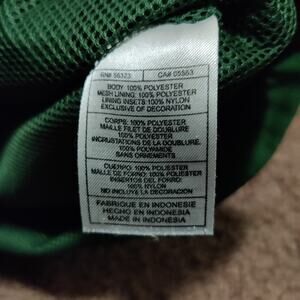 RN# 56323 CA# 05553
BODY: 100% POLYESTER
MESH LINING: 100% POLYESTER
LINING INSETS: 100% NYLON
EXCLUSIVE OF DECORATION
CORPS: 100% POLYESTER
MAILLE FILET DE DOUBLURE
100% POLYESTER
INCRUSTATIONS DE LA DOUBLURE:
100% POLYAMIDE
SANS ORNEMENTS
CUERPO: 100% POLIESTER
MALLE DE FORRO: 100% POLIESTER
INSERTOS DEL FORRO:
100% NYLON
NO INCLUYE LA DECORACION
FABRIQUE EN INDONESIE
HECHO EN INDONESIA
MADE IN INDONESIA